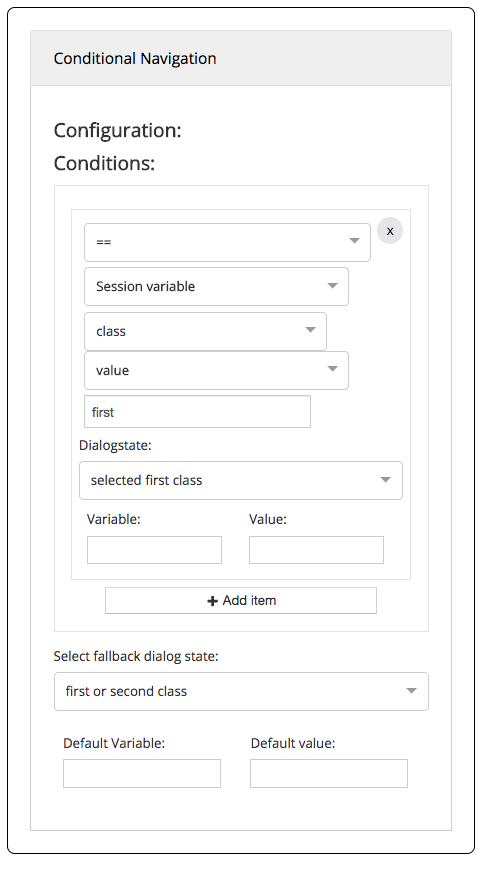 Conditional Navigation
Configuration:
Conditions:
==
x
Session variable
class
value
first
Dialogstate:
selected first class
Variable: Value:
+ Add item
Select fallback dialog state:
first or second class
Default Variable: Default value: